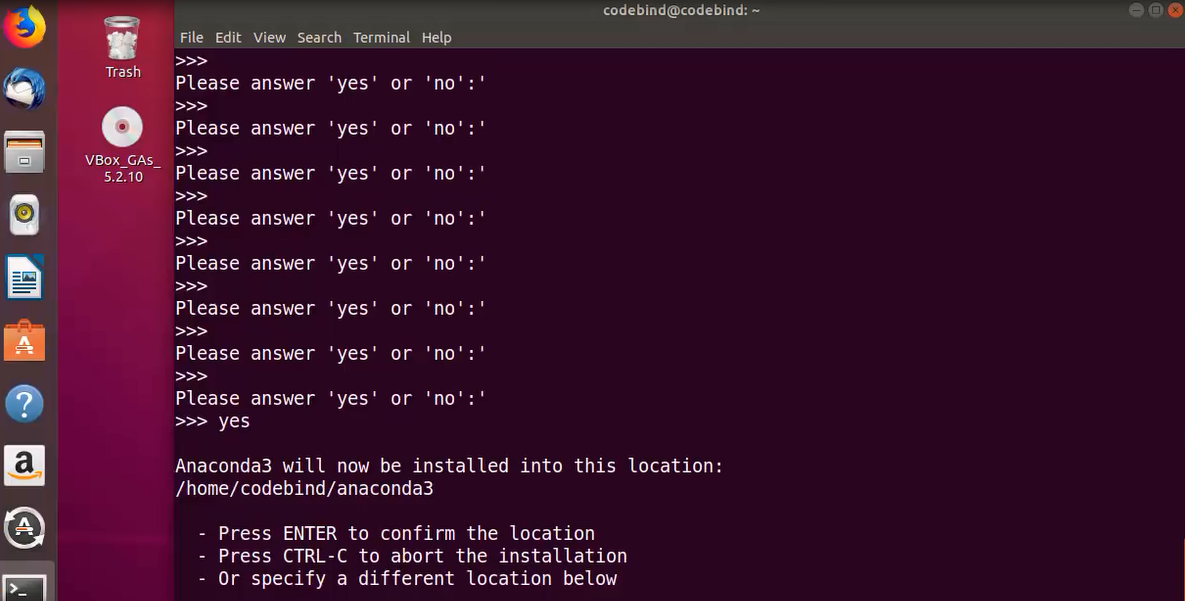 codebind@codebind: ~
File Edit View Search Terminal Help
Trash
VBox_GAs_
5.2.10
>>>
Please answer 'yes' or 'no':'
>>>
Please answer 'yes' or 'no':'
>>>
Please answer 'yes' or 'no':'
>>>
Please answer 'yes' or 'no':'
>>>
Please answer 'yes' or 'no':'
>>>
Please answer 'yes' or 'no':'
>>>
Please answer 'yes' or 'no':'
>>>
Please answer 'yes' or 'no':'
>>> yes
Anaconda3 will now be installed into this location:
/home/codebind/anaconda3
- Press ENTER to confirm the location
- Press CTRL-C to abort the installation
- Or specify a different location below